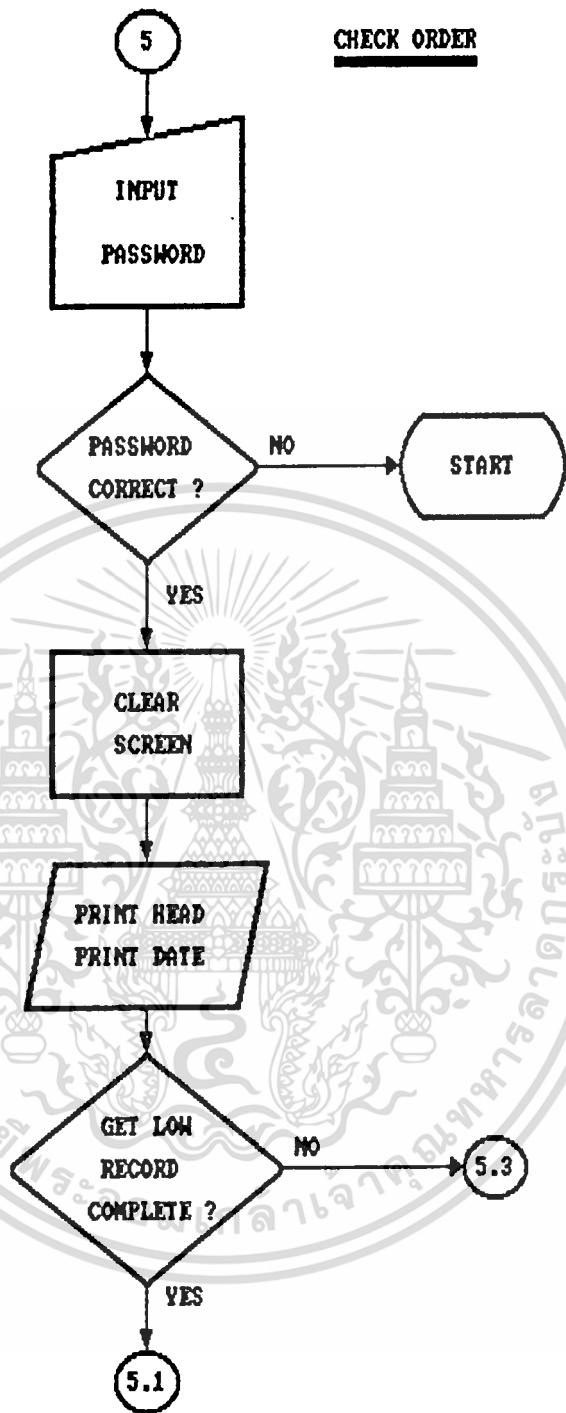 5
CHECK ORDER
INPUT
PASSWORD
PASSWORD
CORRECT ?
NO
START
YES
CLEAR
SCREEN
PRINT HEAD
PRINT DATE
GET LOW
RECORD
COMPLETE ?
NO
5.3
YES
5.1